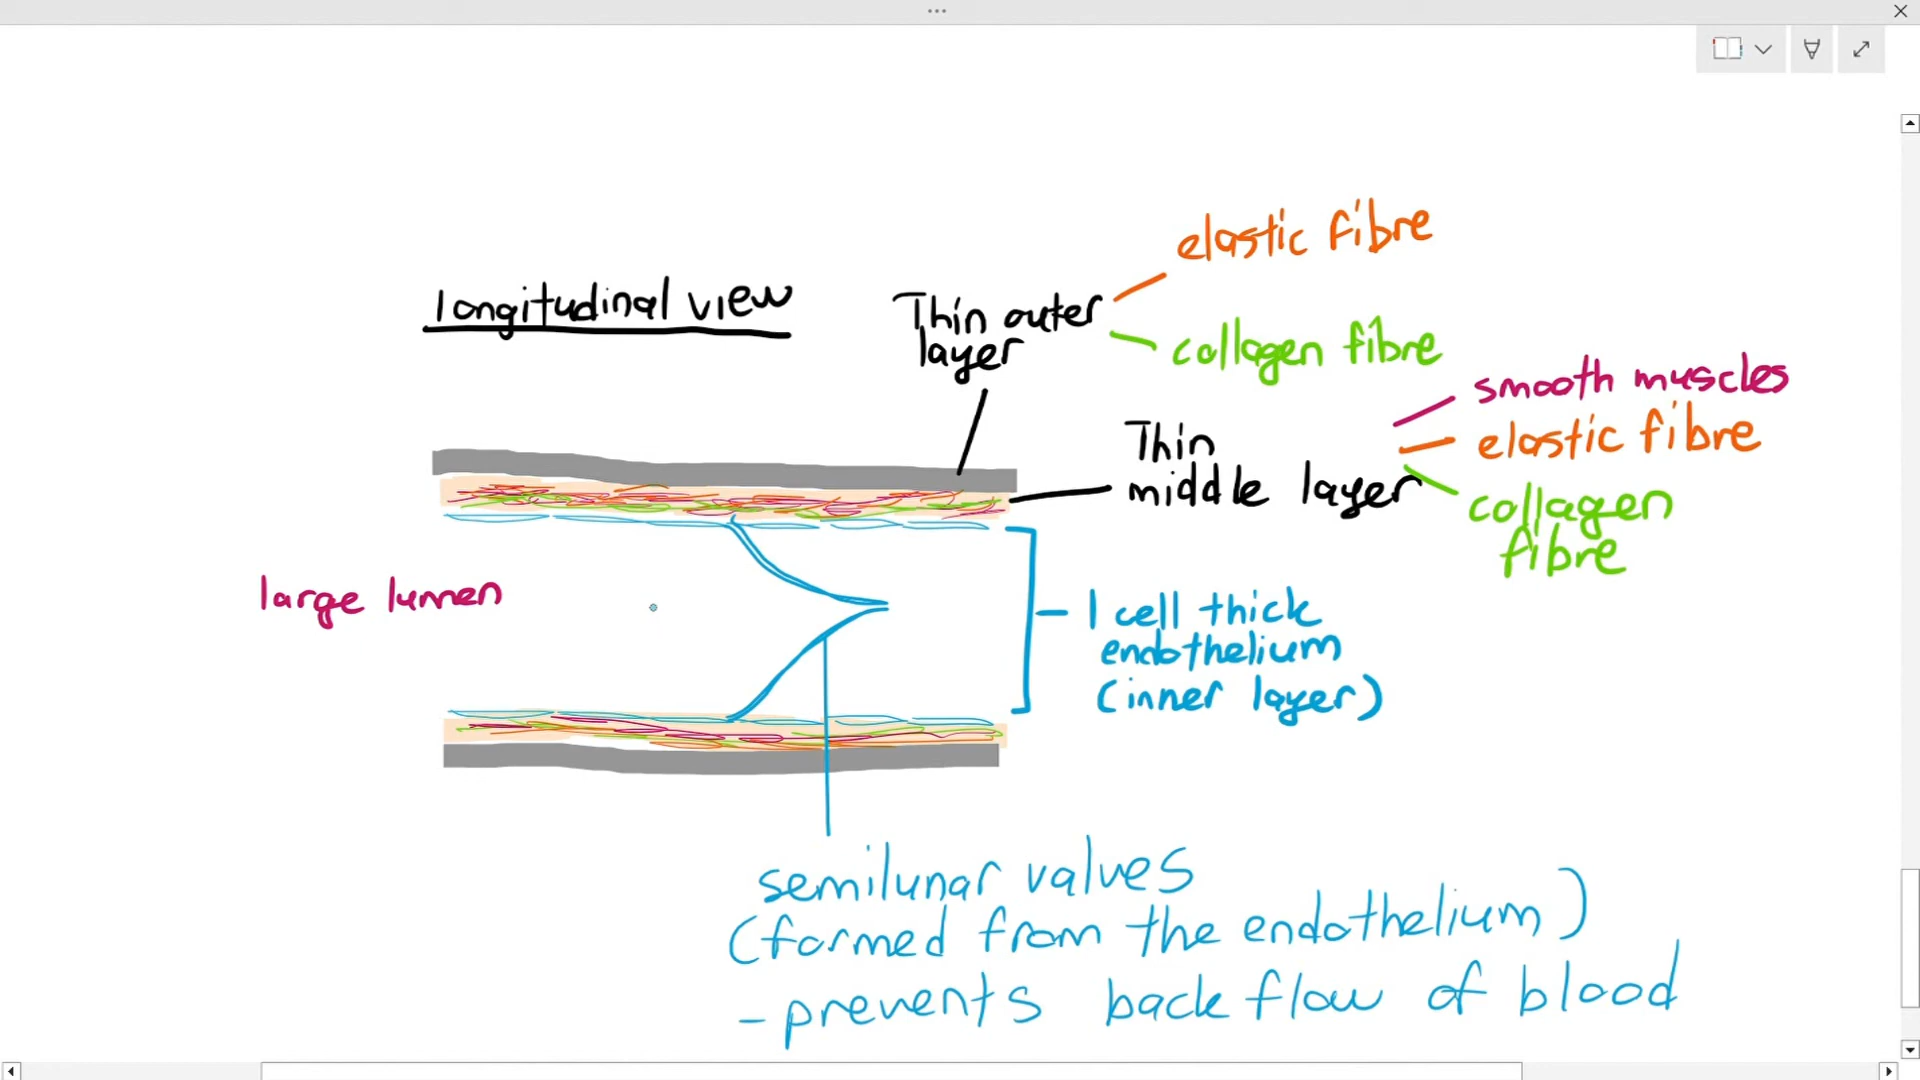 longitudinal view
Thin outer
layer
elastic fibre
collagen fibre
Thin
middle layer
smooth muscles
elastic fibre
collagen
fibre
large lumen
1 cell thick
endothelium
(inner layer)
semilunar valves
(formed from the endothelium)
- prevents back flow of blood